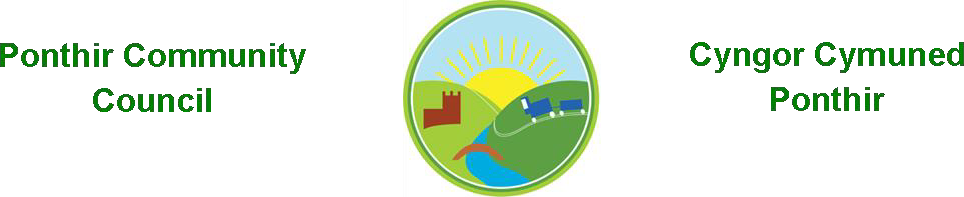 Ponthir Community
Council
Cyngor Cymuned
Ponthir